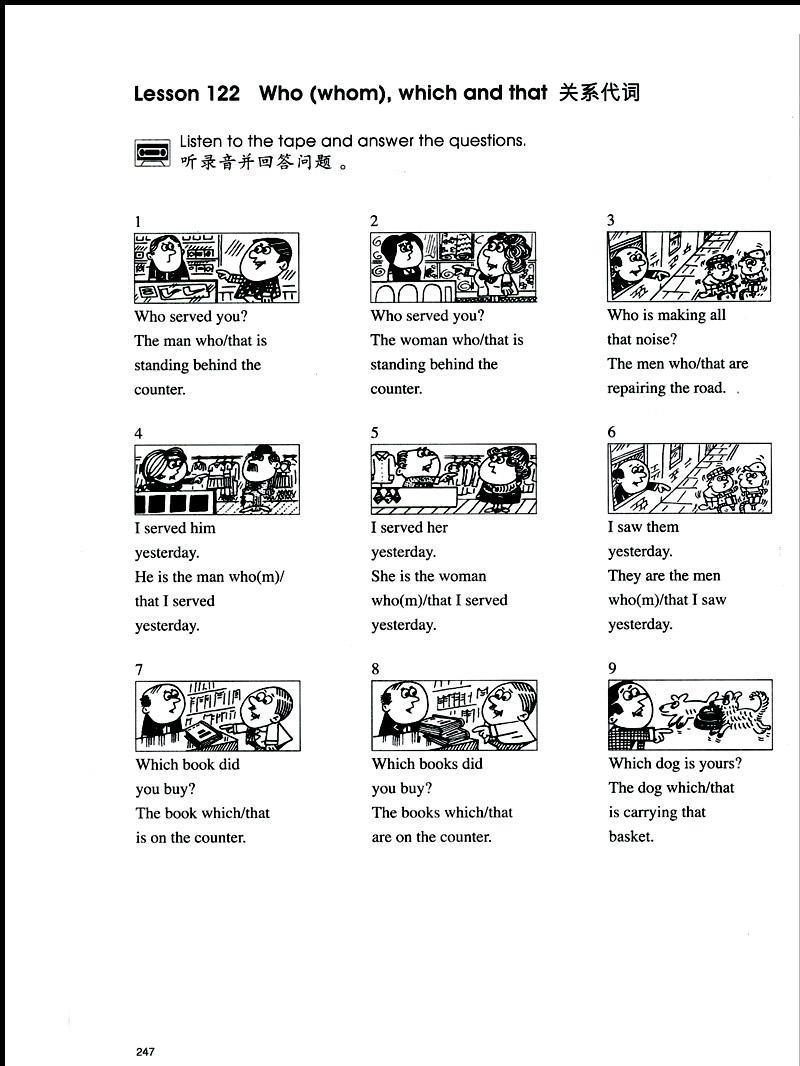 Lesson 122 Who (whom), which and that 关系代词
Listen to the tape and answer the questions.
听录音并回答问题。
1
Who served you?
The man who/that is
standing behind the
counter.
2
Who served you?
The woman who/that is
standing behind the
counter.
3
Who is making all
that noise?
The men who/that are
repairing the road.
4
I served him
yesterday.
He is the man who(m)/
that I served
yesterday.
5
I served her
yesterday.
She is the woman
who(m)/that I served
yesterday.
6
I saw them
yesterday.
They are the men
who(m)/that I saw
yesterday.
7
Which book did
you buy?
The book which/that
is on the counter.
8
Which books did
you buy?
The books which/that
are on the counter.
9
Which dog is yours?
The dog which/that
is carrying that
basket.
247